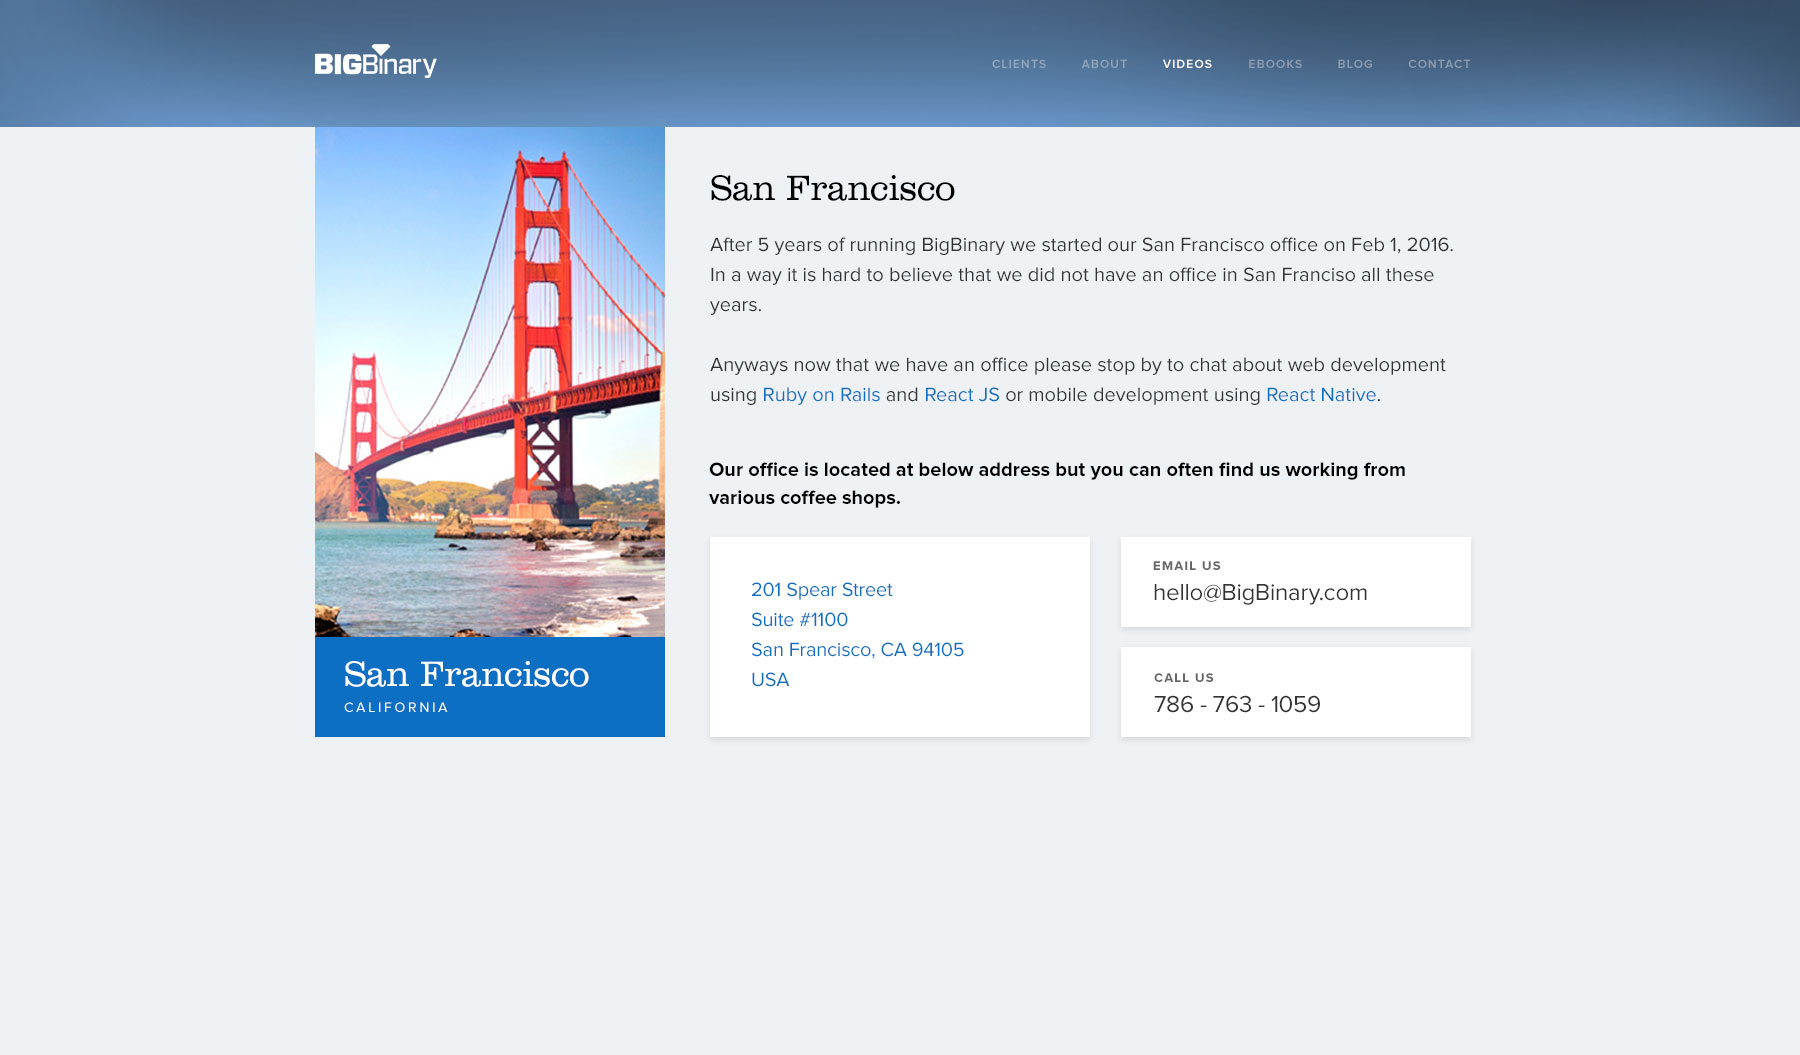 BIGBinary
CLIENTS ABOUT VIDEOS EBOOKS BLOG CONTACT
San Francisco
After 5 years of running BigBinary we started our San Francisco office on Feb 1, 2016.
In a way it is hard to believe that we did not have an office in San Franciso all these
years.
Anyways now that we have an office please stop by to chat about web development
using Ruby on Rails and React JS or mobile development using React Native.
Our office is located at below address but you can often find us working from
various coffee shops.
201 Spear Street
Suite #1100
San Francisco, CA 94105
USA
EMAIL US
hello@BigBinary.com
CALL US
786 - 763 - 1059
San Francisco
CALIFORNIA